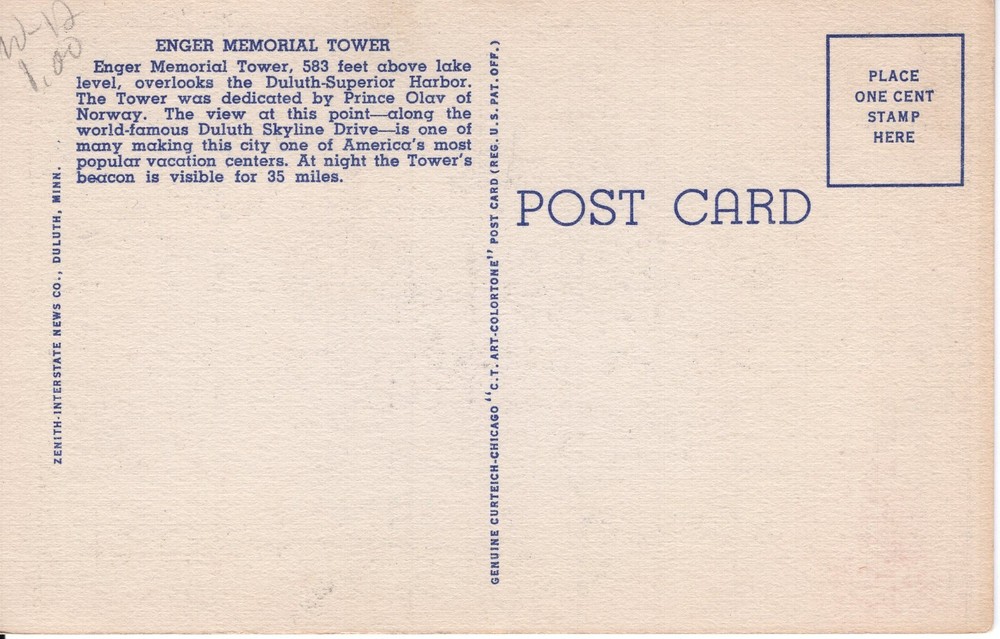 W-12
1.00
ENGER MEMORIAL TOWER
Enger Memorial Tower, 583 feet above lake
level, overlooks the Duluth-Superior Harbor.
The Tower was dedicated by Prince Olav of
Norway. The view at this point—along the
world-famous Duluth Skyline Drive—is one of
many making this city one of America's most
popular vacation centers. At night the Tower's
beacon is visible for 35 miles.
ZENITH-INTERSTATE NEWS CO., DULUTH, MINN.
GENUINE CURTEICH-CHICAGO "C.T. ART-COLORTONE" POST CARD (REG. U.S. PAT. OFF.)
POST CARD
PLACE
ONE CENT
STAMP
HERE